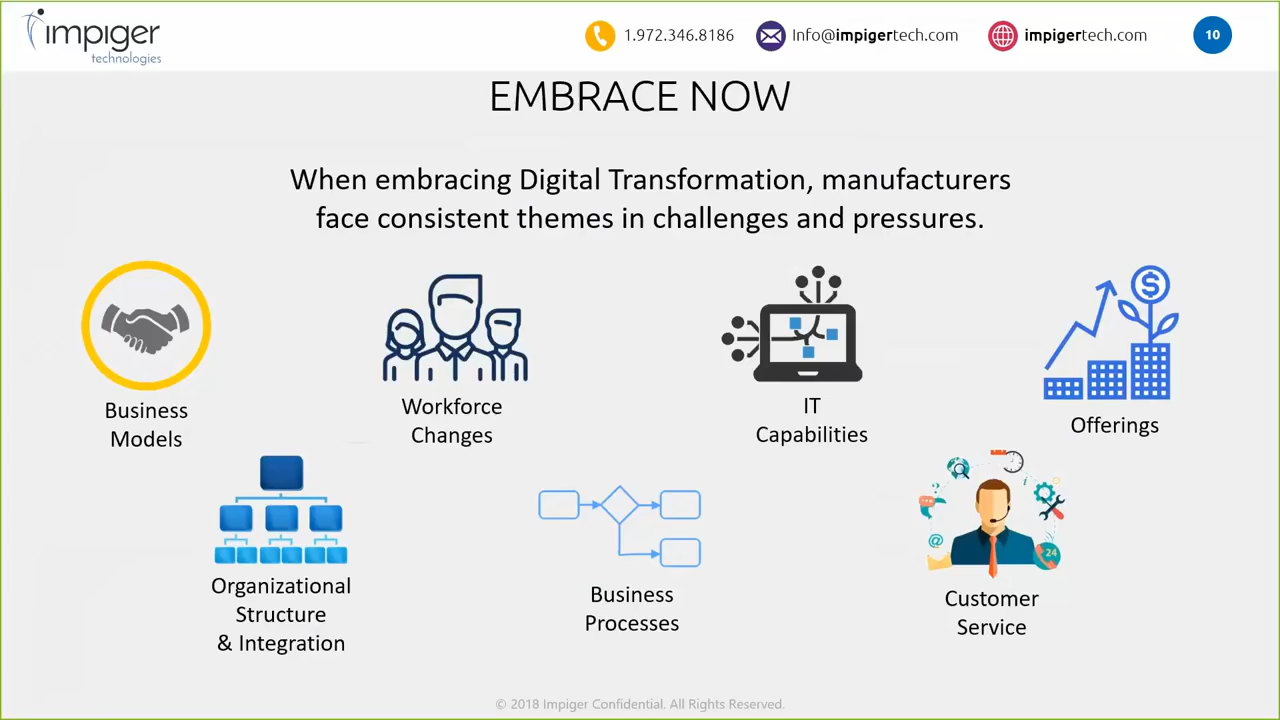 impiger
technologies
1.972.346.8186
Info@impigertech.com
impigertech.com
10
EMBRACE NOW
When embracing Digital Transformation, manufacturers
face consistent themes in challenges and pressures.
Business
Models
Workforce
Changes
IT
Capabilities
$
Offerings
Organizational
Structure
& Integration
Business
Processes
?
i
@
24
Customer
Service
© 2018 Impiger Confidential. All Rights Reserved.